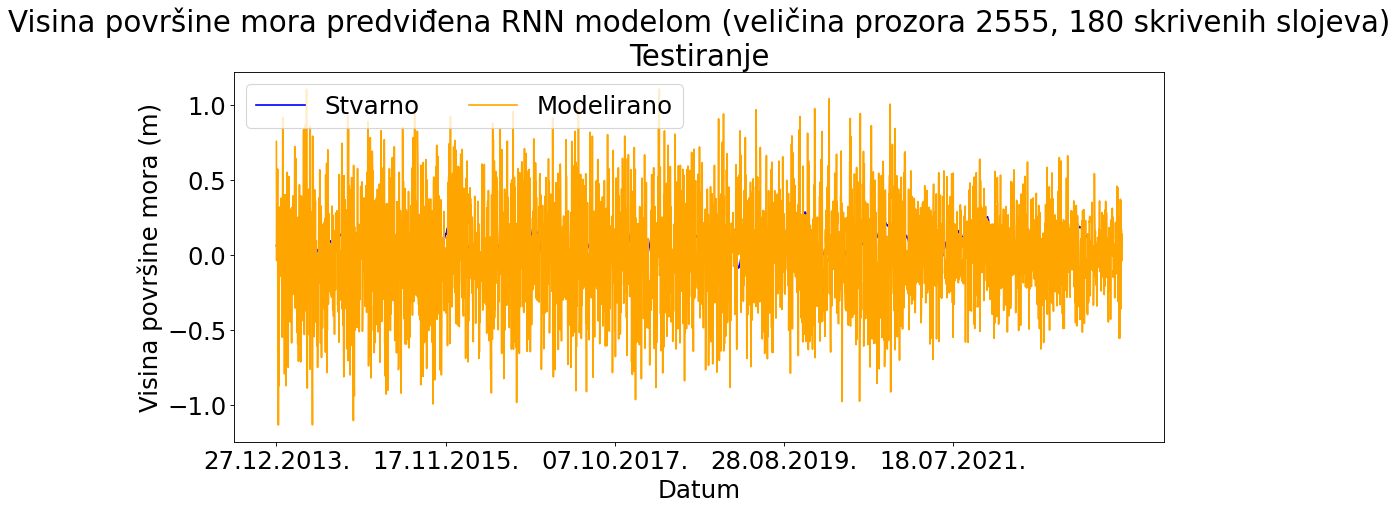 Visina površine mora predviđena RNN modelom (veličina prozora 2555, 180 skrivenih slojeva)
Testiranje
Stvarno Modelirano
Visina površine mora (m)
1.0
0.5
0.0
−0.5
−1.0
27.12.2013. 17.11.2015. 07.10.2017. 28.08.2019. 18.07.2021.
Datum